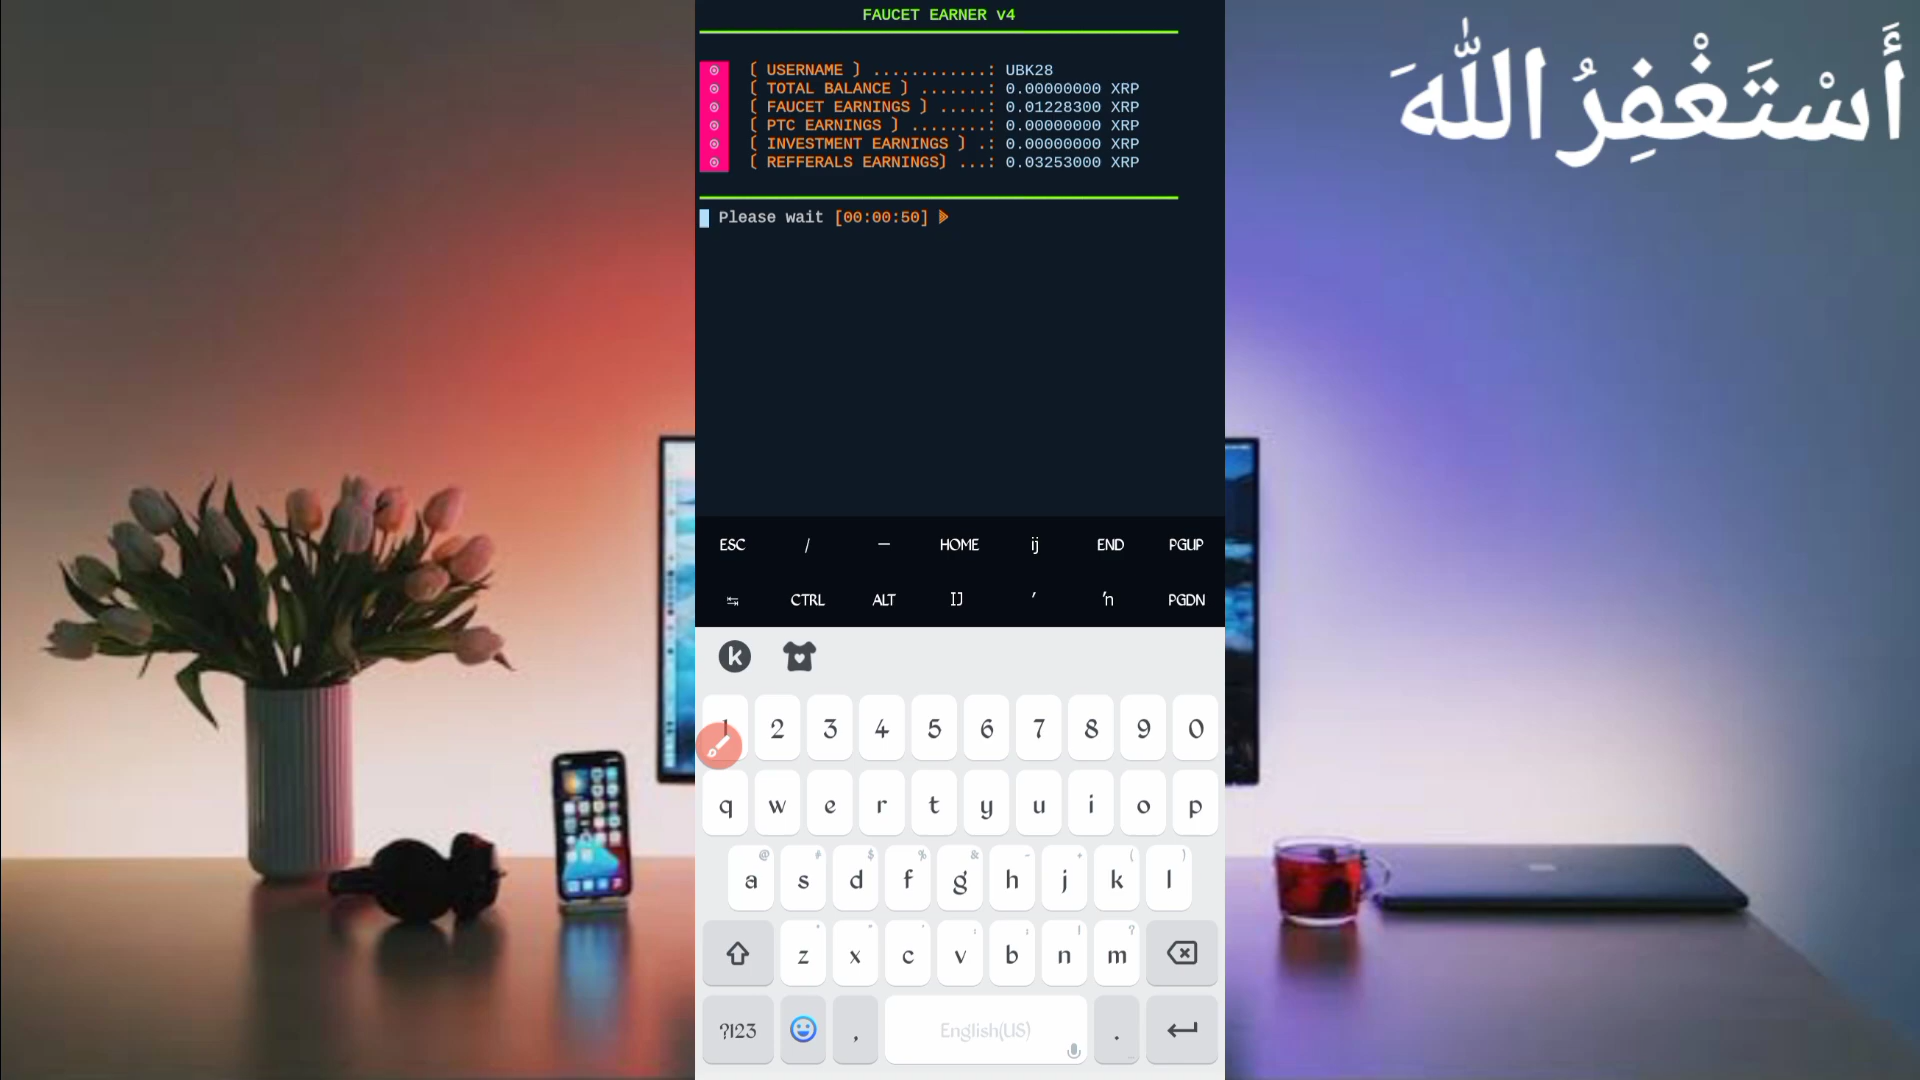 FAUCET EARNER v4
أَسْتَغْفِرُ اللّٰهَ
[ USERNAME ] ............: UBK28
[ TOTAL BALANCE ] .......: 0.00000000 XRP
[ FAUCET EARNINGS ] .....: 0.01228300 XRP
[ PTC EARNINGS ] ........: 0.00000000 XRP
[ INVESTMENT EARNINGS ] .: 0.00000000 XRP
[ REFFERALS EARNINGS] ...: 0.03253000 XRP
Please wait [00:00:50]
ESC / — HOME ij END PGUP
CTRL ALT IJ ʼ ŉ PGDN
k
1 2 3 4 5 6 7 8 9 0
q w e r t y u i o p
@ # $ % & - + ( )
a s d f g h j k l
z x c v b n m
?123 , English(US) .